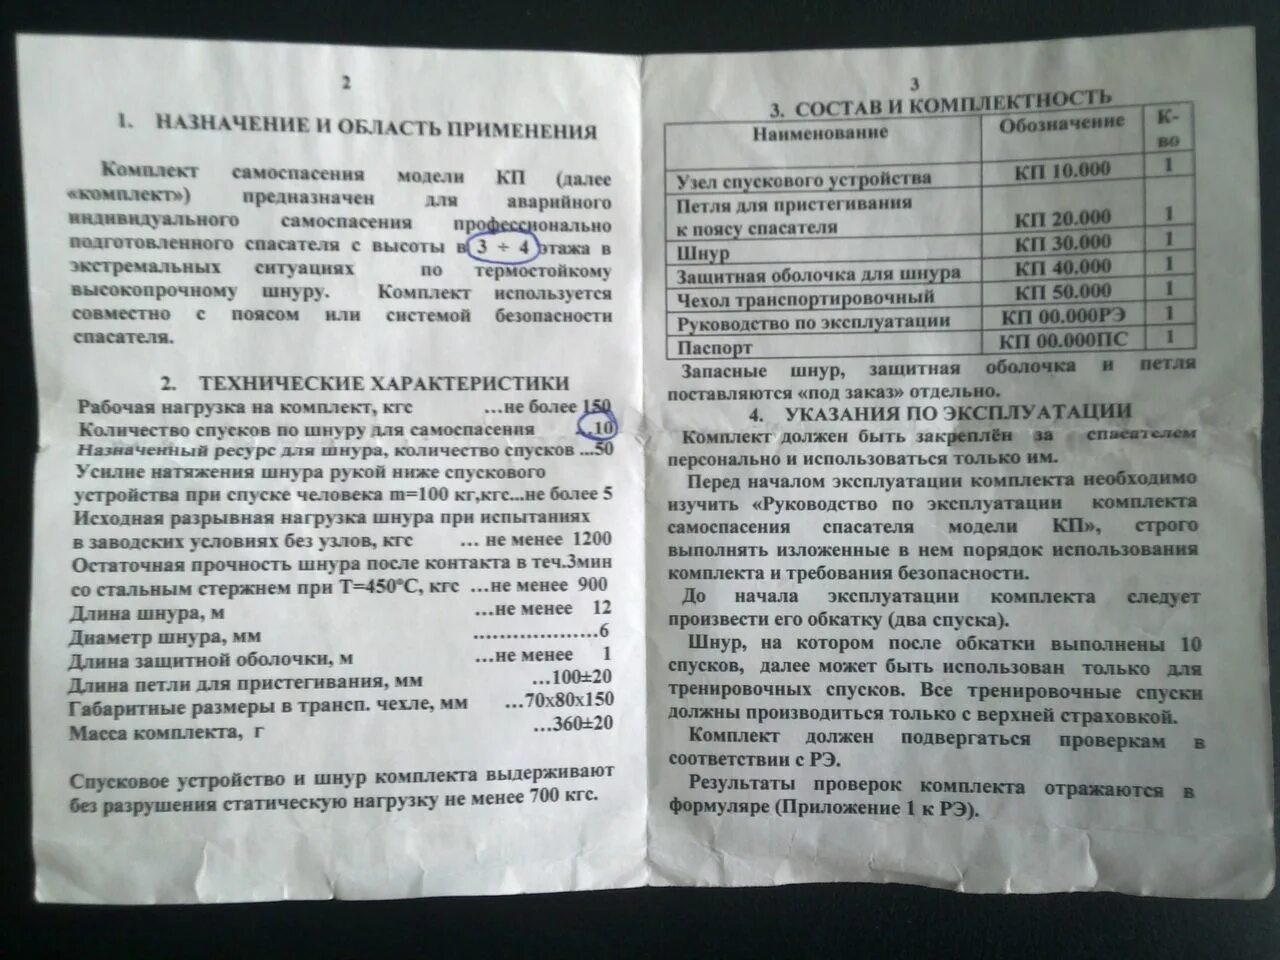 2
1. НАЗНАЧЕНИЕ И ОБЛАСТЬ ПРИМЕНЕНИЯ
Комплект самоспасения модели КП (далее
«комплект») предназначен для аварийного
индивидуального самоспасения профессионально
подготовленного спасателя с высоты в 3 ÷ 4 этажа в
экстремальных ситуациях по термостойкому
высокопрочному шнуру. Комплект используется
совместно с поясом или системой безопасности
спасателя.
2. ТЕХНИЧЕСКИЕ ХАРАКТЕРИСТИКИ
Рабочая нагрузка на комплект, кгс ...не более 150
Количество спусков по шнуру для самоспасения ...10
Назначенный ресурс для шнура, количество спусков ...50
Усилие натяжения шнура рукой ниже спускового
устройства при спуске человека m=100 кг,кгс...не более 5
Исходная разрывная нагрузка шнура при испытаниях
в заводских условиях без узлов, кгс ... не менее 1200
Остаточная прочность шнура после контакта в теч.3мин
со стальным стержнем при Т=450°С, кгс ...не менее 900
Длина шнура, м ...не менее 12
Диаметр шнура, мм ..................6
Длина защитной оболочки, м ...не менее 1
Длина петли для пристегивания, мм ...100±20
Габаритные размеры в трансп. чехле, мм ...70х80х150
Масса комплекта, г ...360±20
Спусковое устройство и шнур комплекта выдерживают
без разрушения статическую нагрузку не менее 700 кгс.
3
3. СОСТАВ И КОМПЛЕКТНОСТЬ
Наименование Обозначение К-во
Узел спускового устройства КП 10.000 1
Петля для пристегивания
к поясу спасателя КП 20.000 1
Шнур КП 30.000 1
Защитная оболочка для шнура КП 40.000 1
Чехол транспортировочный КП 50.000 1
Руководство по эксплуатации КП 00.000РЭ 1
Паспорт КП 00.000ПС 1
Запасные шнур, защитная оболочка и петля
поставляются «под заказ» отдельно.
4. УКАЗАНИЯ ПО ЭКСПЛУАТАЦИИ
Комплект должен быть закреплён за спасателем
персонально и использоваться только им.
Перед началом эксплуатации комплекта необходимо
изучить «Руководство по эксплуатации комплекта
самоспасения спасателя модели КП», строго
выполнять изложенные в нем порядок использования
комплекта и требования безопасности.
До начала эксплуатации комплекта следует
произвести его обкатку (два спуска).
Шнур, на котором после обкатки выполнены 10
спусков, далее может быть использован только для
тренировочных спусков. Все тренировочные спуски
должны производиться только с верхней страховкой.
Комплект должен подвергаться проверкам в
соответствии с РЭ.
Результаты проверок комплекта отражаются в
формуляре (Приложение 1 к РЭ).